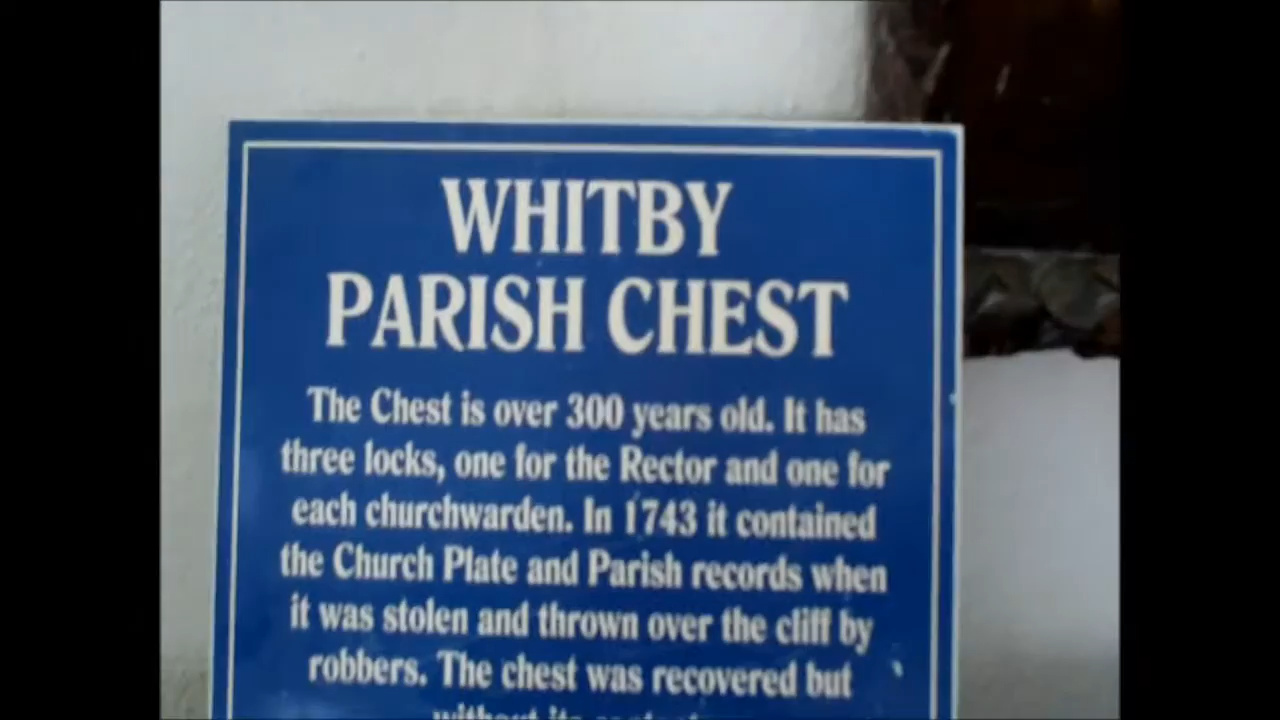 WHITBY
PARISH CHEST
The Chest is over 300 years old. It has
three locks, one for the Rector and one for
each churchwarden. In 1743 it contained
the Church Plate and Parish records when
it was stolen and thrown over the cliff by
robbers. The chest was recovered but
without its